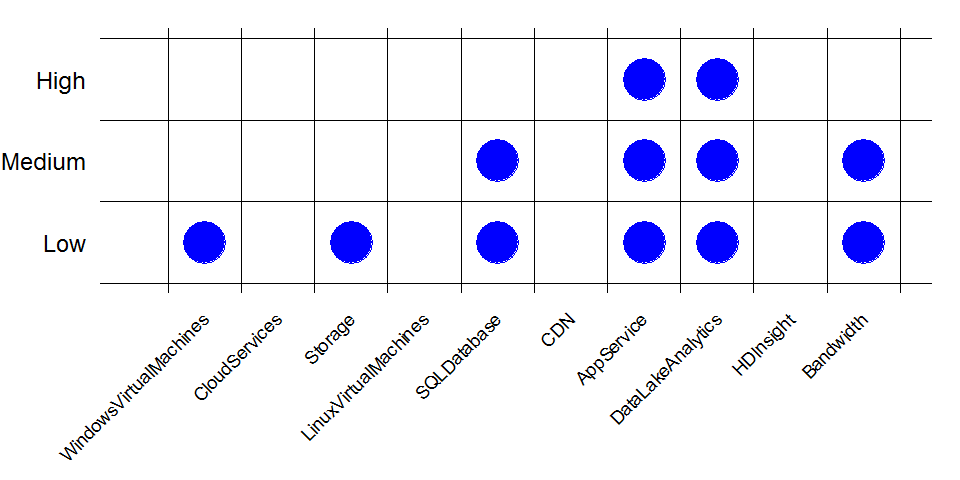 High
Medium
Low
WindowsVirtualMachines
CloudServices
Storage
LinuxVirtualMachines
SQLDatabase
CDN
AppService
DataLakeAnalytics
HDInsight
Bandwidth